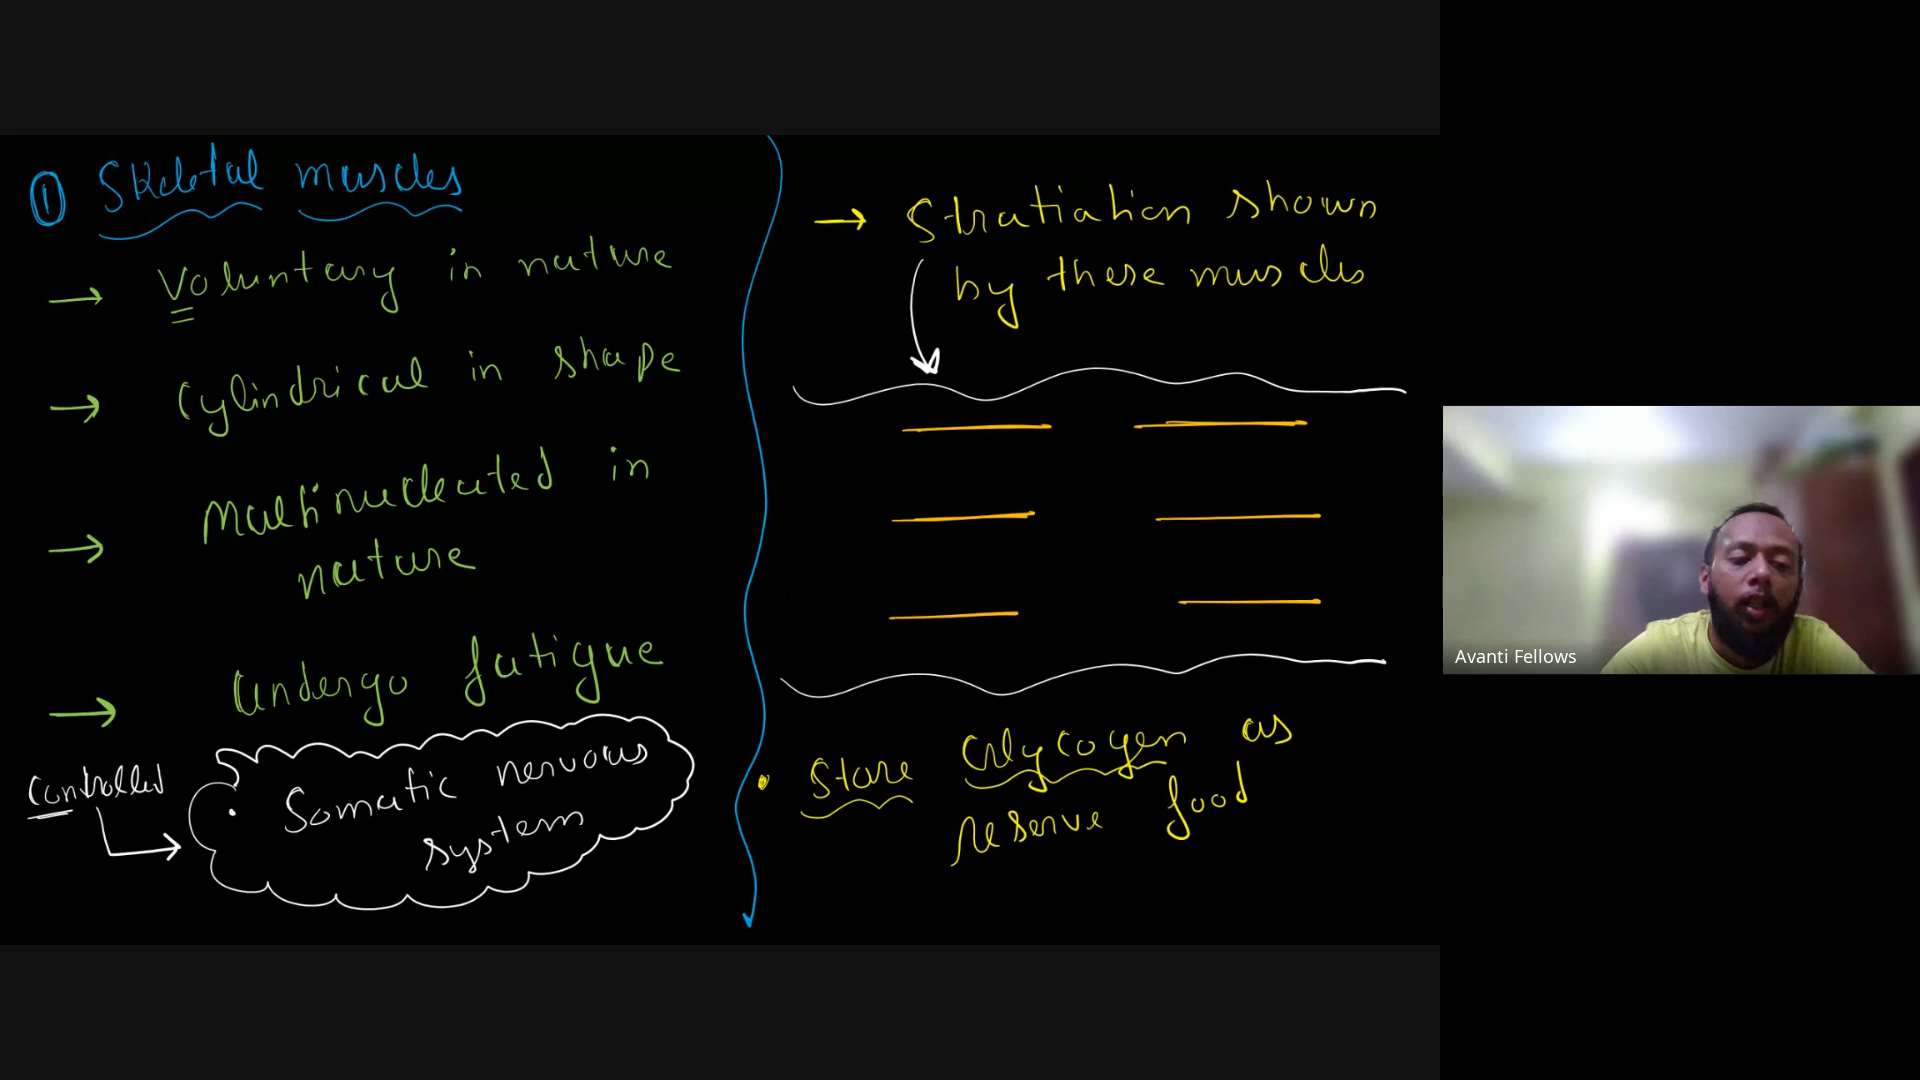 ① Skeletal muscles
→ Voluntary in nature
→ Cylindrical in shape
→ Multinucleated in
nature
→ Undergo fatigue
Controlled
• Somatic nervous
system
→ Stratiation shown
by these muscles
• Store Glycogen as
reserve food
Avanti Fellows